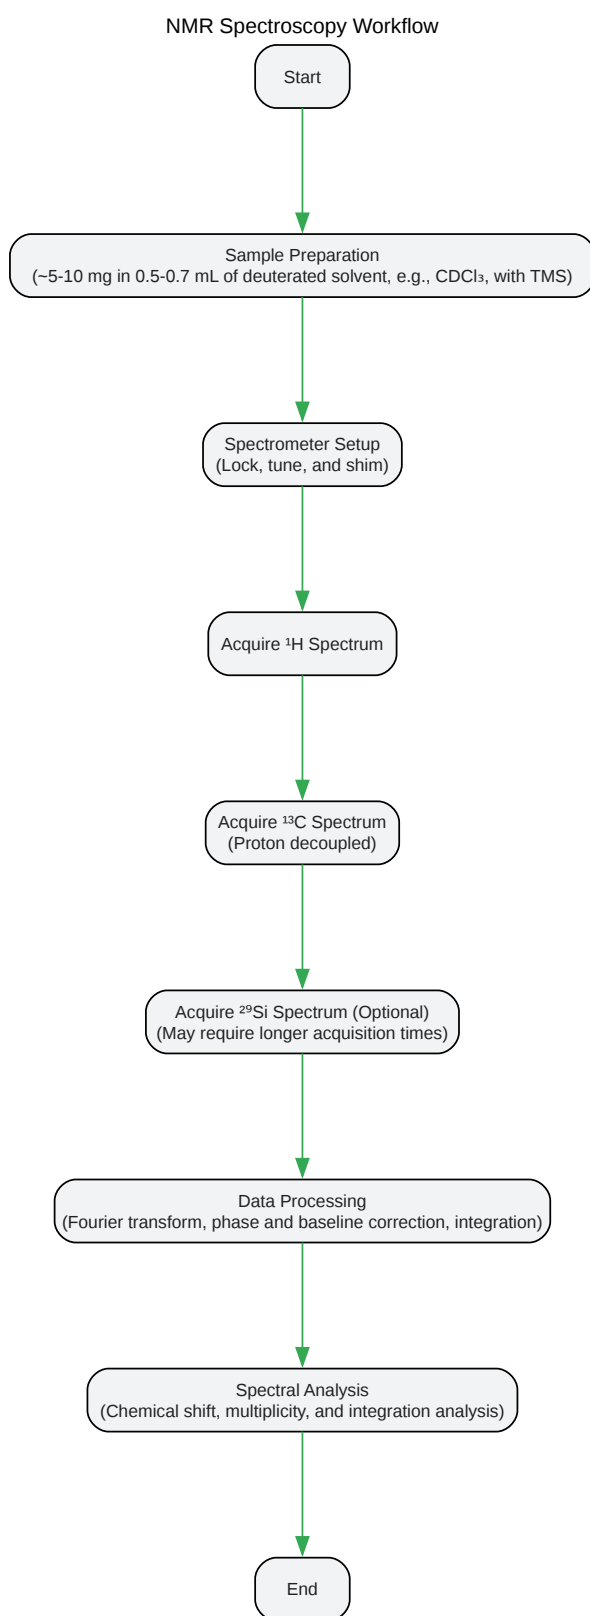 NMR Spectroscopy Workflow
Start
Sample Preparation
(~5-10 mg in 0.5-0.7 mL of deuterated solvent, e.g., CDCl₃, with TMS)
Spectrometer Setup
(Lock, tune, and shim)
Acquire ¹H Spectrum
Acquire ¹³C Spectrum
(Proton decoupled)
Acquire ²⁹Si Spectrum (Optional)
(May require longer acquisition times)
Data Processing
(Fourier transform, phase and baseline correction, integration)
Spectral Analysis
(Chemical shift, multiplicity, and integration analysis)
End